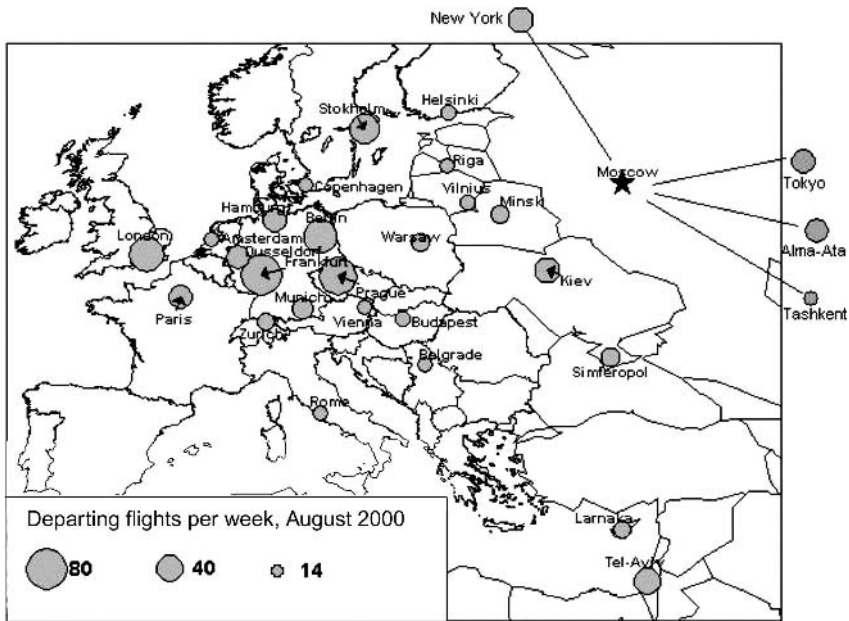 New York
Helsinki
Stokholm
Riga
Moscow
Tokyo
Copenhagen
Vilnius
Minsk
Hamburg
Berlin
London
Amsterdam
Warsaw
Alma-Ata
Dusseldorf
Frankfurt
Kiev
Munich
Prague
Tashkent
Paris
Zurich
Vienna
Budapest
Belgrade
Simferopol
Rome
Departing flights per week, August 2000
80
40
14
Larnaka
Tel-Aviv